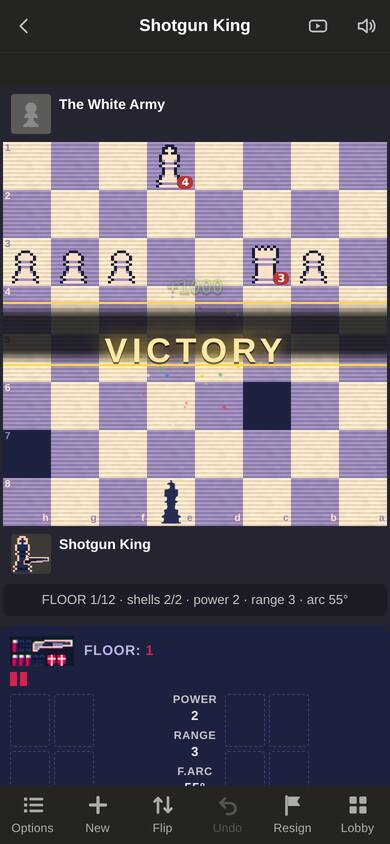 Shotgun King
The White Army
1
4
2
3
3
+1000
4
VICTORY
6
7
8
h g f e d c b a
Shotgun King
FLOOR 1/12 · shells 2/2 · power 2 · range 3 · arc 55°
FLOOR: 1
POWER
2
RANGE
3
F.ARC
55°
Options New Flip Undo Resign Lobby